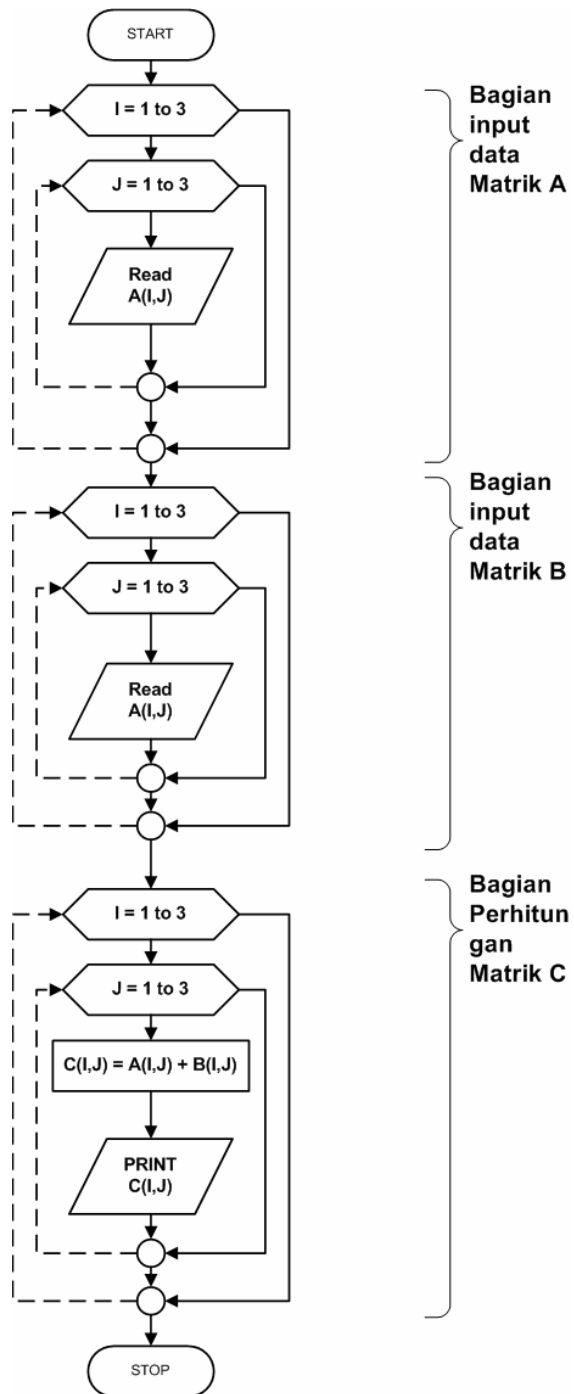 START
I = 1 to 3
J = 1 to 3
Read
A(I,J)
Bagian
input
data
Matrik A
I = 1 to 3
J = 1 to 3
Read
A(I,J)
Bagian
input
data
Matrik B
I = 1 to 3
J = 1 to 3
C(I,J) = A(I,J) + B(I,J)
PRINT
C(I,J)
Bagian
Perhitun
gan
Matrik C
STOP